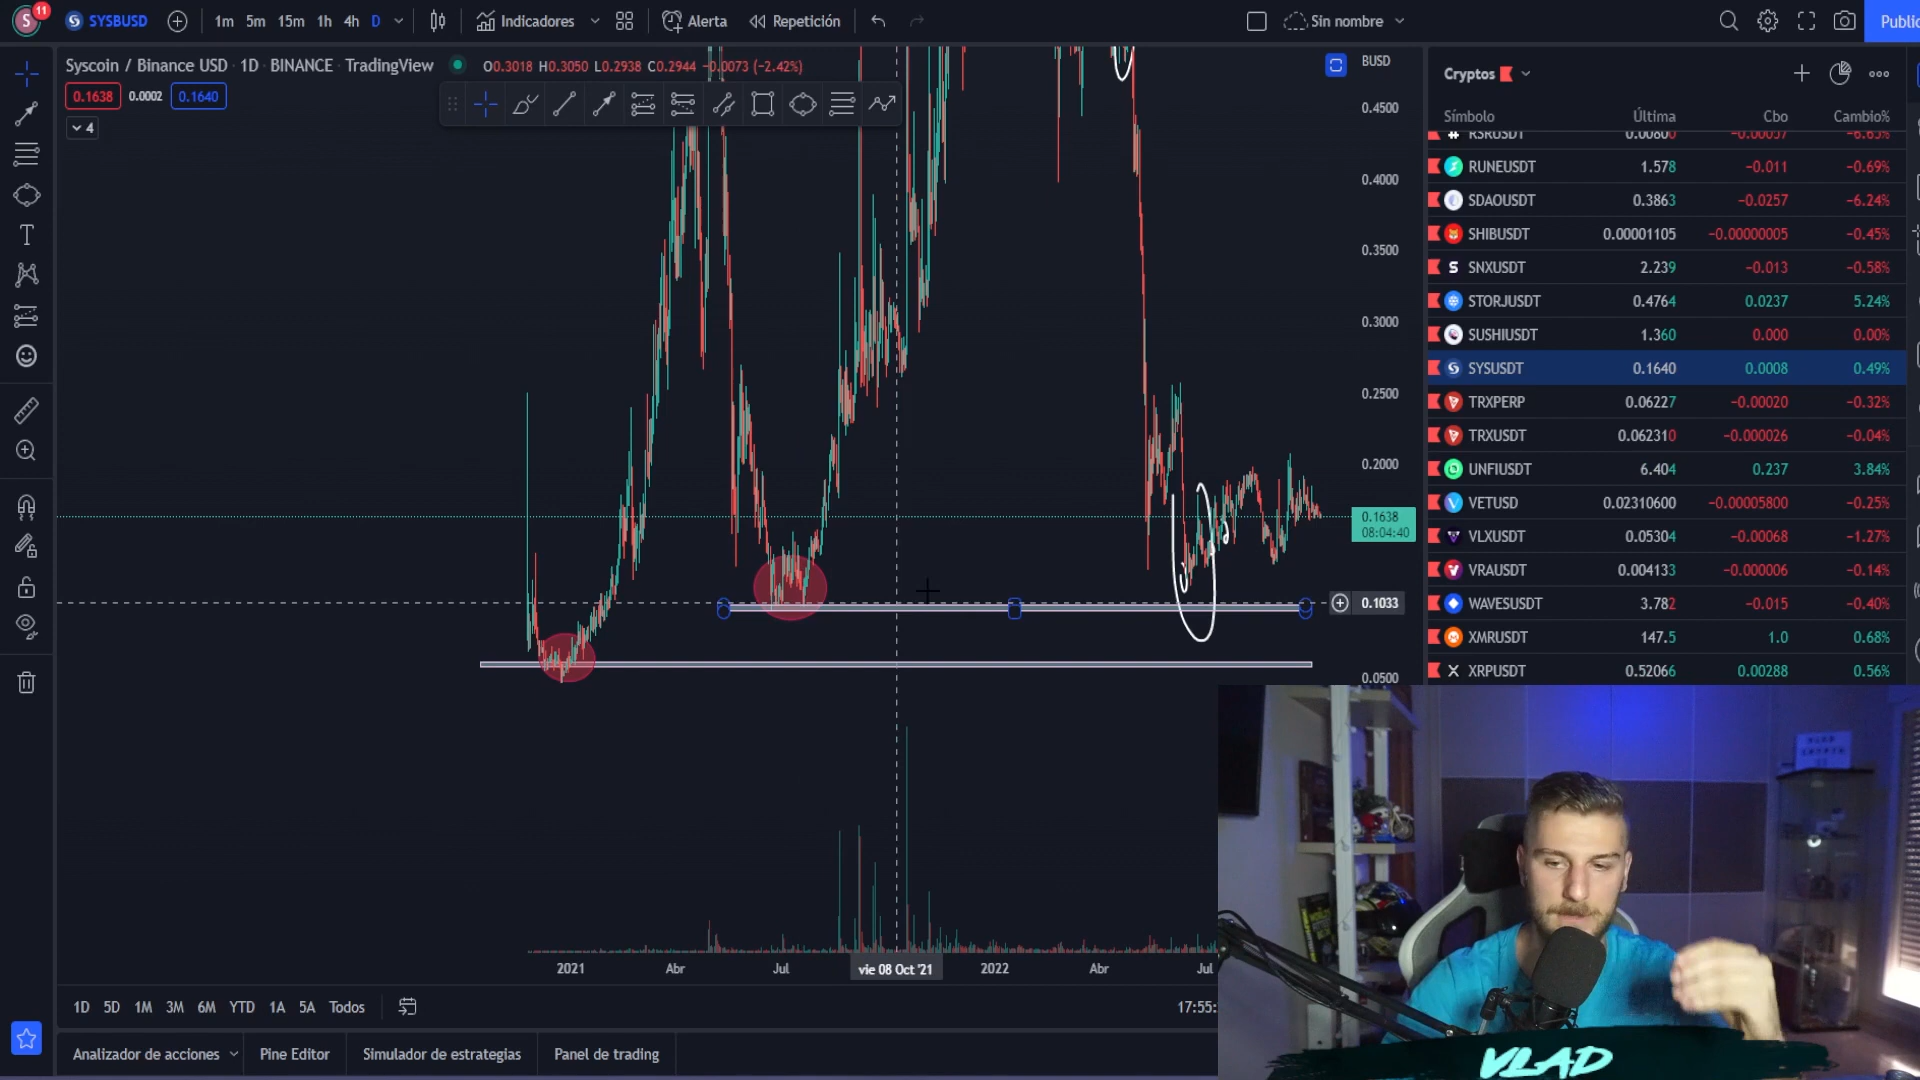 S 11 SYSBUSD 1m 5m 15m 1h 4h D Indicadores Alerta Repetición Sin nombre
Syscoin / Binance USD · 1D · BINANCE · TradingView O0.3018 H0.3050 L0.2938 C0.2944 −0.0073 (−2.42%)
0.1638 0.0002 0.1640
4
BUSD
0.4500
0.4000
0.3500
0.3000
0.2500
0.2000
0.1638
08:04:40
0.1033
0.0500
2021 Abr Jul vie 08 Oct '21 2022 Abr Jul
1D 5D 1M 3M 6M YTD 1A 5A Todos 17:55:
Analizador de acciones Pine Editor Simulador de estrategias Panel de trading
Cryptos
Símbolo Última Cbo Cambio%
RSRUSDT 0.00800 −0.00057 −6.65%
RUNEUSDT 1.578 −0.011 −0.69%
SDAOUSDT 0.3863 −0.0257 −6.24%
SHIBUSDT 0.00001105 −0.00000005 −0.45%
SNXUSDT 2.239 −0.013 −0.58%
STORJUSDT 0.4764 0.0237 5.24%
SUSHIUSDT 1.360 0.000 0.00%
SYSUSDT 0.1640 0.0008 0.49%
TRXPERP 0.06227 −0.00020 −0.32%
TRXUSDT 0.062310 −0.000026 −0.04%
UNFIUSDT 6.404 0.237 3.84%
VETUSD 0.02310600 −0.00005800 −0.25%
VLXUSDT 0.05304 −0.00068 −1.27%
VRAUSDT 0.004133 −0.000006 −0.14%
WAVESUSDT 3.782 −0.015 −0.40%
XMRUSDT 147.5 1.0 0.68%
XRPUSDT 0.52066 0.00288 0.56%
VLAD